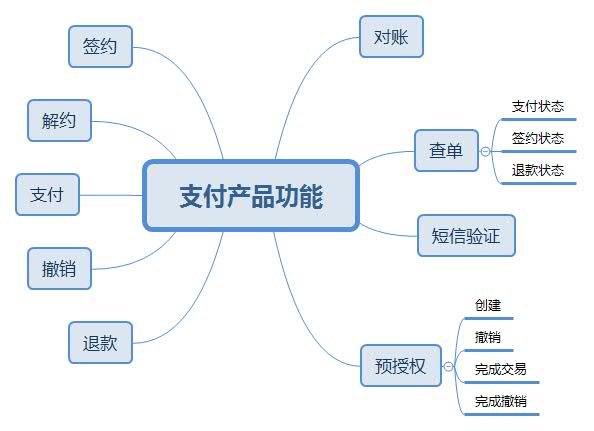 签约
解约
支付
撤销
退款
支付产品功能
对账
查单
支付状态
签约状态
退款状态
短信验证
预授权
创建
撤销
完成交易
完成撤销